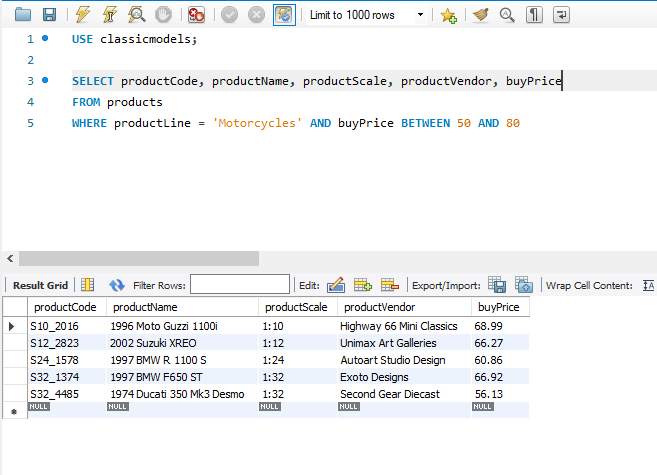 Limit to 1000 rows
1 USE classicmodels;
2
3 SELECT productCode, productName, productScale, productVendor, buyPrice
4 FROM products
5 WHERE productLine = 'Motorcycles' AND buyPrice BETWEEN 50 AND 80
Result Grid Filter Rows: Edit: Export/Import: Wrap Cell Content: IA
productCode productName productScale productVendor buyPrice
S10_2016 1996 Moto Guzzi 1100i 1:10 Highway 66 Mini Classics 68.99
S12_2823 2002 Suzuki XREO 1:12 Unimax Art Galleries 66.27
S24_1578 1997 BMW R 1100 S 1:24 Autoart Studio Design 60.86
S32_1374 1997 BMW F650 ST 1:32 Exoto Designs 66.92
S32_4485 1974 Ducati 350 Mk3 Desmo 1:32 Second Gear Diecast 56.13
NULL NULL NULL NULL NULL